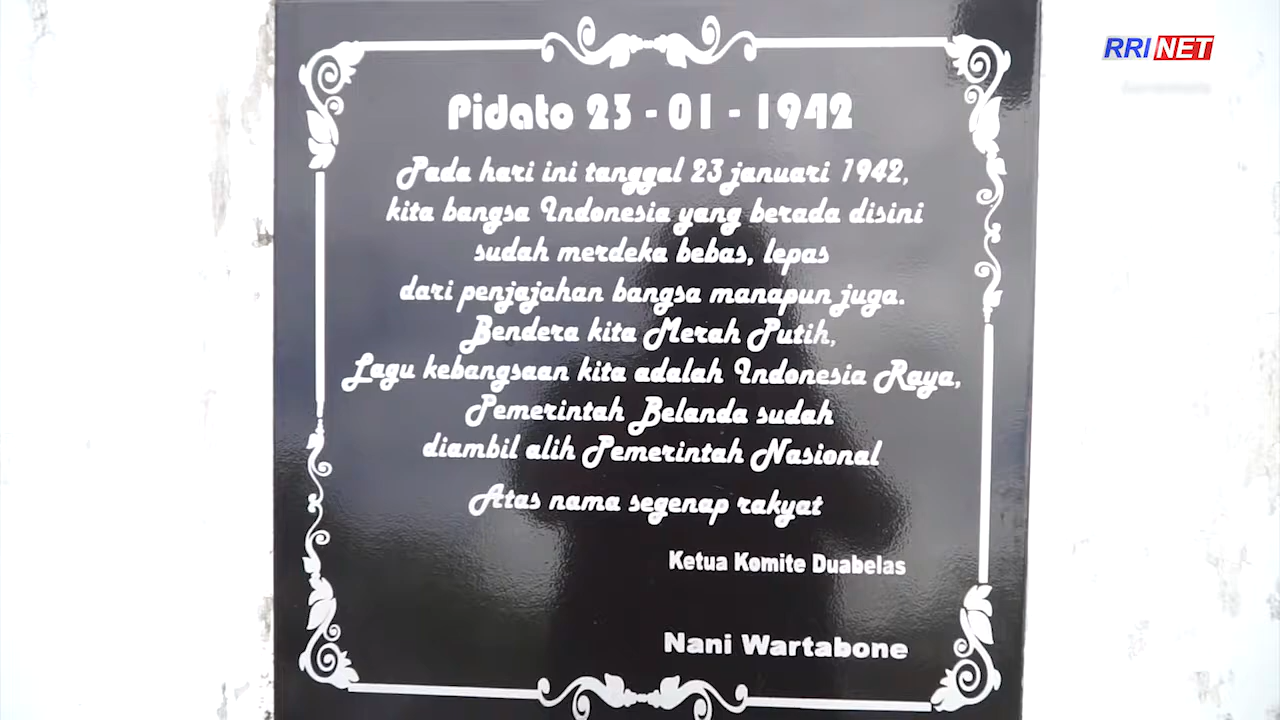 RRI NET
Pidato 23 - 01 - 1942
Pada hari ini tanggal 23 januari 1942,
kita bangsa Indonesia yang berada disini
sudah merdeka bebas, lepas
dari penjajahan bangsa manapun juga.
Bendera kita Merah Putih,
Lagu kebangsaan kita adalah Indonesia Raya,
Pemerintah Belanda sudah
diambil alih Pemerintah Nasional
Atas nama segenap rakyat
Ketua Komite Duabelas
Nani Wartabone